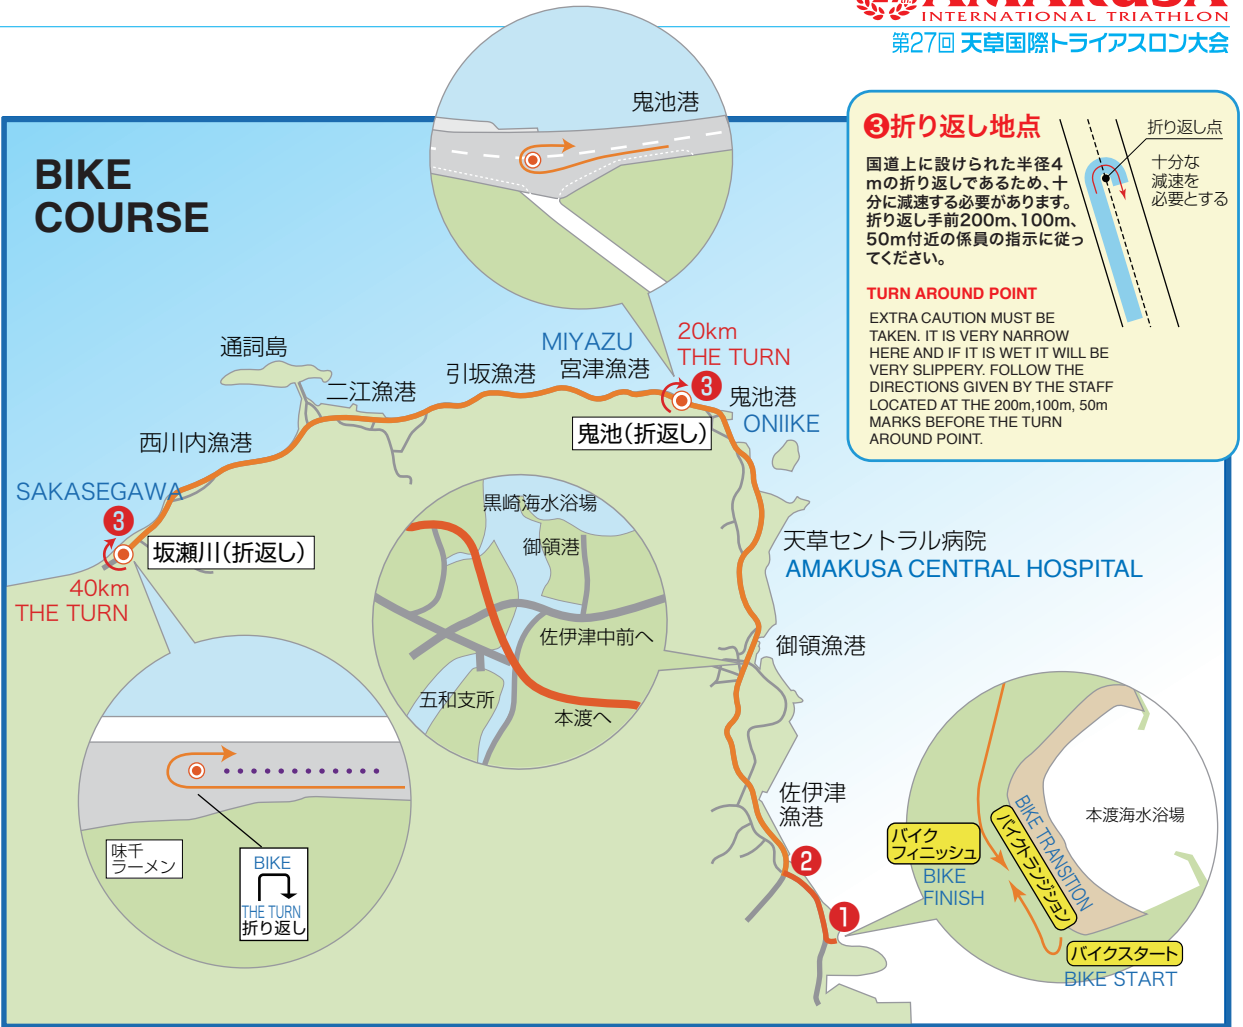 AMAKUSA
INTERNATIONAL TRIATHLON
第27回 天草国際トライアスロン大会
BIKE
COURSE
鬼池港
❸折り返し地点
国道上に設けられた半径4
mの折り返しであるため、十
分に減速する必要があります。
折り返し手前200m、100m、
50m付近の係員の指示に従っ
てください。
TURN AROUND POINT
EXTRA CAUTION MUST BE
TAKEN. IT IS VERY NARROW
HERE AND IF IT IS WET IT WILL BE
VERY SLIPPERY. FOLLOW THE
DIRECTIONS GIVEN BY THE STAFF
LOCATED AT THE 200m,100m, 50m
MARKS BEFORE THE TURN
AROUND POINT.
折り返し点
十分な
減速を
必要とする
通詞島
二江漁港
引坂漁港
MIYAZU
宮津漁港
20km
THE TURN
❸
鬼池港
ONIIKE
鬼池(折返し)
西川内漁港
SAKASEGAWA
❸
坂瀬川(折返し)
40km
THE TURN
黒崎海水浴場
御領港
佐伊津中前へ
五和支所
本渡へ
天草セントラル病院
AMAKUSA CENTRAL HOSPITAL
御領漁港
佐伊津
漁港
❷
❶
味千
ラーメン
BIKE
THE TURN
折り返し
本渡海水浴場
バイク
フィニッシュ
BIKE
FINISH
BIKE TRANSITION
バイクトランジション
バイクスタート
BIKE START